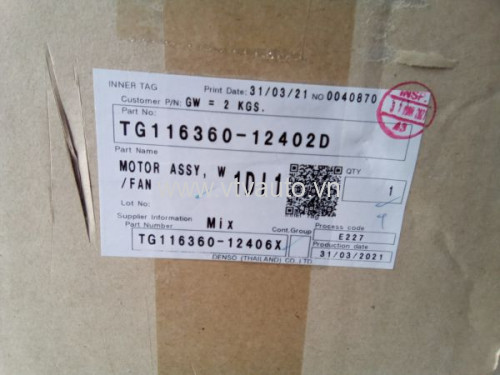 INNER TAG Print Date: 31/03/21 NO 0040870
Customer P/N: GW = 2 KGS.
Part No:
TG116360-12402D
Part Name
MOTOR ASSY, W
/FAN
1DI1
QTY
1
www.vivauto.vn
Lot No:
Supplier Information Mix
Part Number Cont.Group Process code
TG116360-12406X E227
Production date
31/03/2021
DENSO (THAILAND) CO., LTD
INSP.